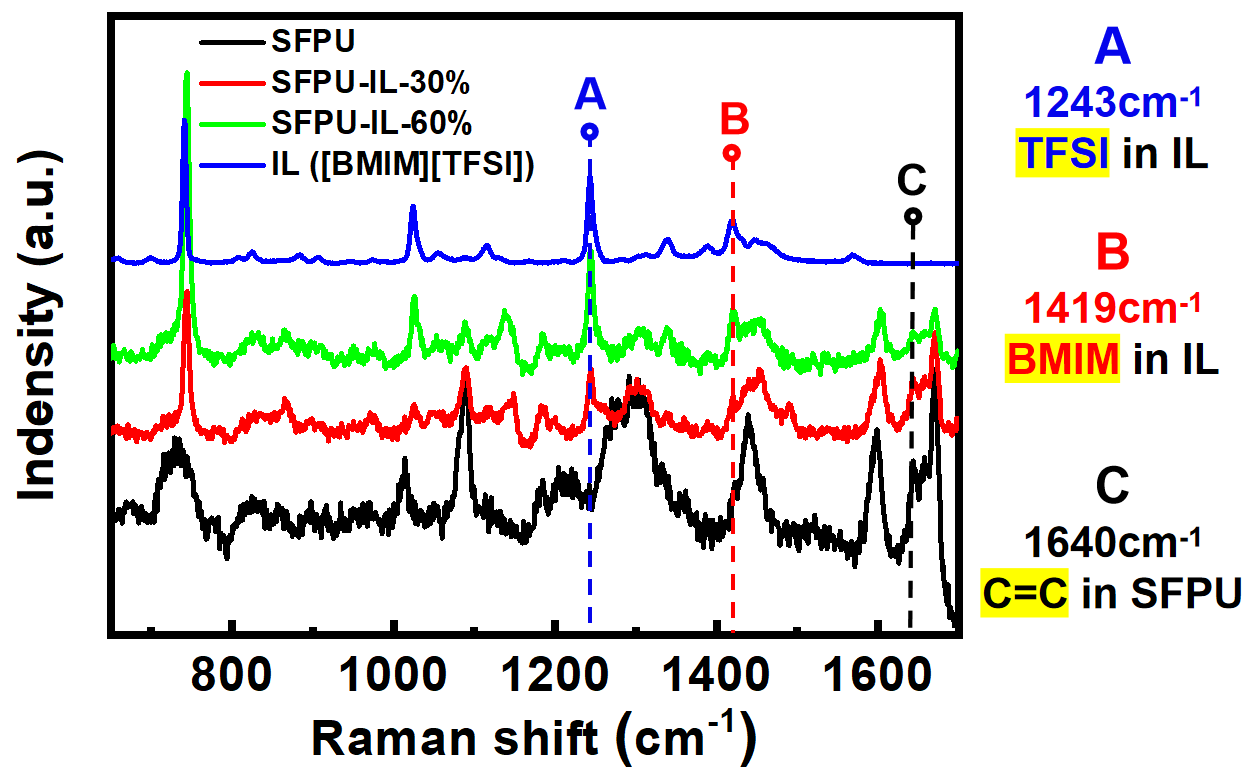 SFPU
SFPU-IL-30%
SFPU-IL-60%
IL ([BMIM][TFSI])
A
B
C
Indensity (a.u.)
800
1000
1200
1400
1600
Raman shift (cm-1)
A
1243cm-1
TFSI in IL
B
1419cm-1
BMIM in IL
C
1640cm-1
C=C in SFPU